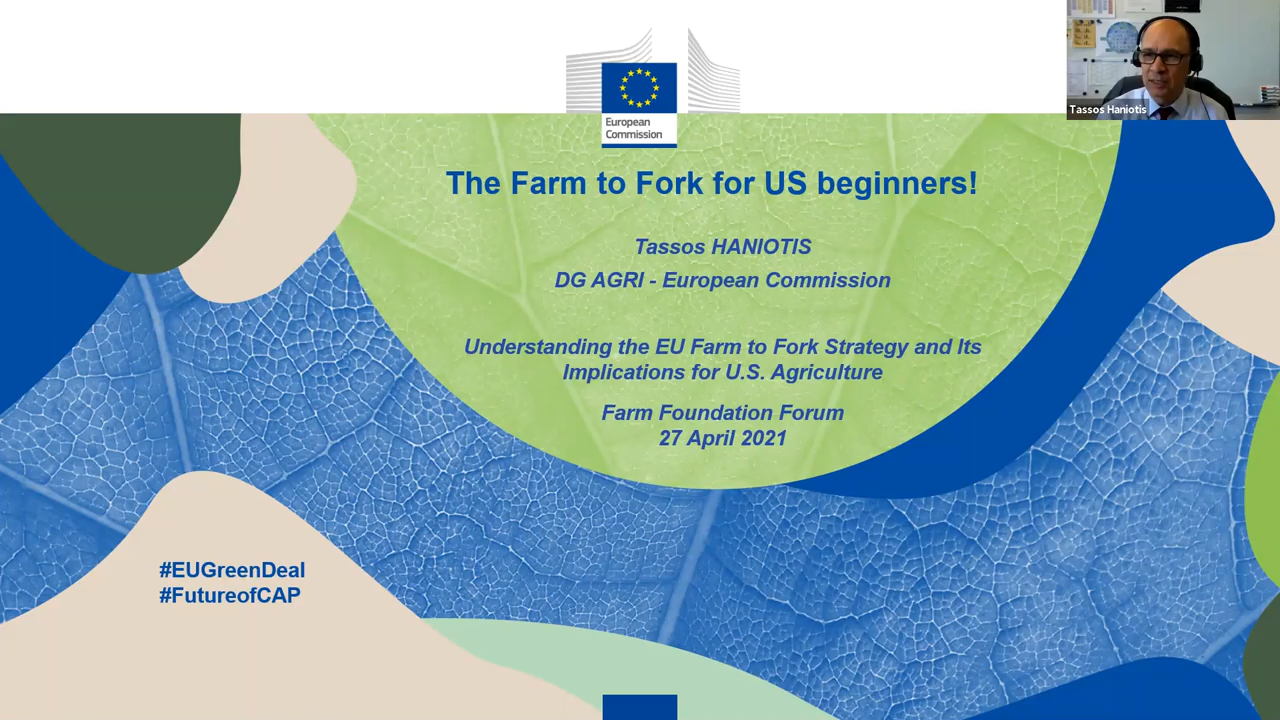 Tassos Haniotis
European
Commission
The Farm to Fork for US beginners!
Tassos HANIOTIS
DG AGRI - European Commission
Understanding the EU Farm to Fork Strategy and Its
Implications for U.S. Agriculture
Farm Foundation Forum
27 April 2021
#EUGreenDeal
#FutureofCAP